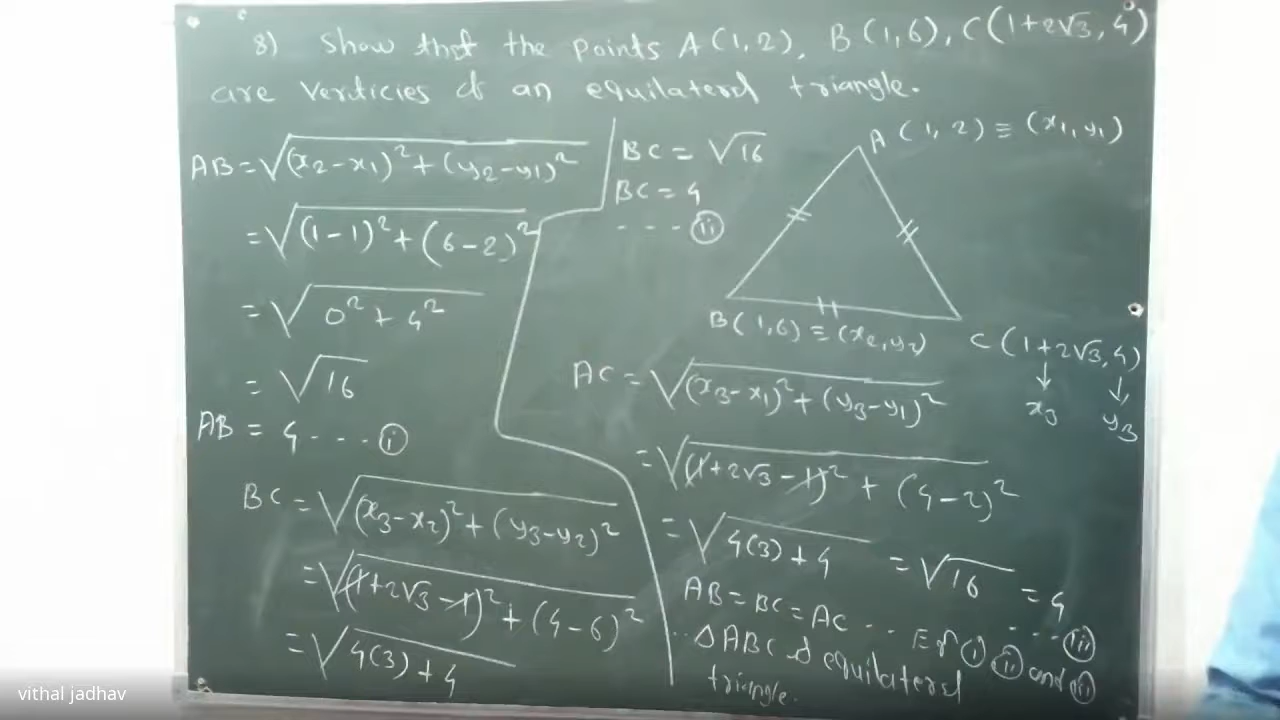 8) Show that the points A (1,2), B (1,6), C(1+2√3, 4)
are verticies of an equilateral triangle.
AB = √(x₂-x₁)² + (y₂-y₁)²
= √(1-1)² + (6-2)²
= √0² + 4²
= √16
AB = 4 - - - - (i)
BC = √(x₃-x₂)² + (y₃-y₂)²
= √(1+2√3-1)² + (4-6)²
= √4(3)+4
BC = √16
BC = 4
- - - - (ii)
A (1, 2) ≡ (x₁, y₁)
B( 1,6) ≡ (x₂, y₂)
C (1+2√3, 4)
↓ ↓
x₃ y₃
AC = √(x₃-x₁)² + (y₃-y₁)²
= √(1+2√3-1)² + (4-2)²
= √4(3)+4 = √16 = 4
- - - - (iii)
AB = BC = AC - - Eqⁿ (i) (ii) and (iii)
∴ ΔABC is equilateral
triangle.
vithal jadhav